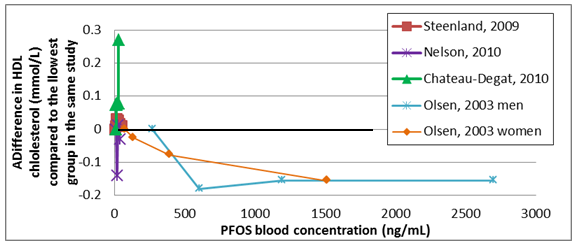 ADifference in HDL
chlolesterol (mmol/L)
compared to the llowest
group in the same study
0.3
0.2
0.1
0
-0.1
-0.2
0
500
1000
1500
2000
2500
3000
PFOS blood concentration (ng/mL)
Steenland, 2009
Nelson, 2010
Chateau-Degat, 2010
Olsen, 2003 men
Olsen, 2003 women